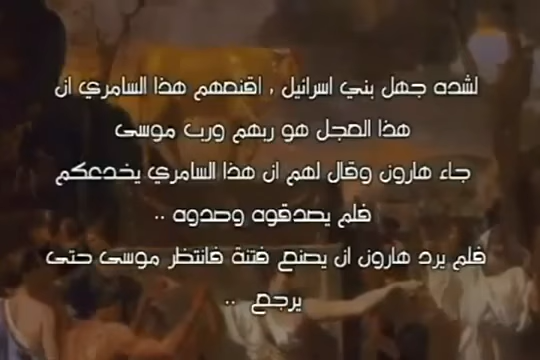 لشده جهل بني اسرائيل , اقنعهم هذا السامري ان
هذا العجل هو ربهم ورب موسى
جاء هارون وقال لهم ان هذا السامري يخدعكم
فلم يصدقوه وصدوه ..
فلم يرد هارون ان يصنع فتنة فانتظر موسى حتى
يرجع ..